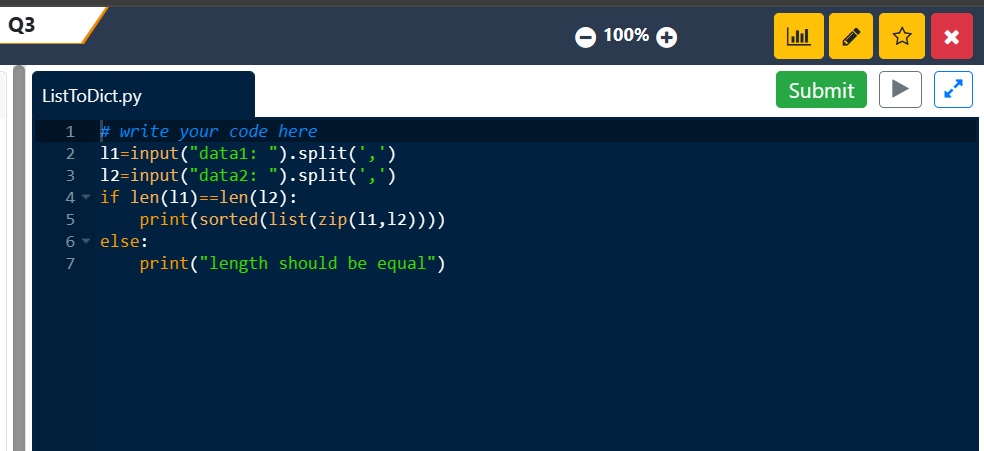 Q3
100%
ListToDict.py
Submit
1 # write your code here
2 l1=input("data1: ").split(',')
3 l2=input("data2: ").split(',')
4 if len(l1)==len(l2):
5     print(sorted(list(zip(l1,l2))))
6 else:
7     print("length should be equal")